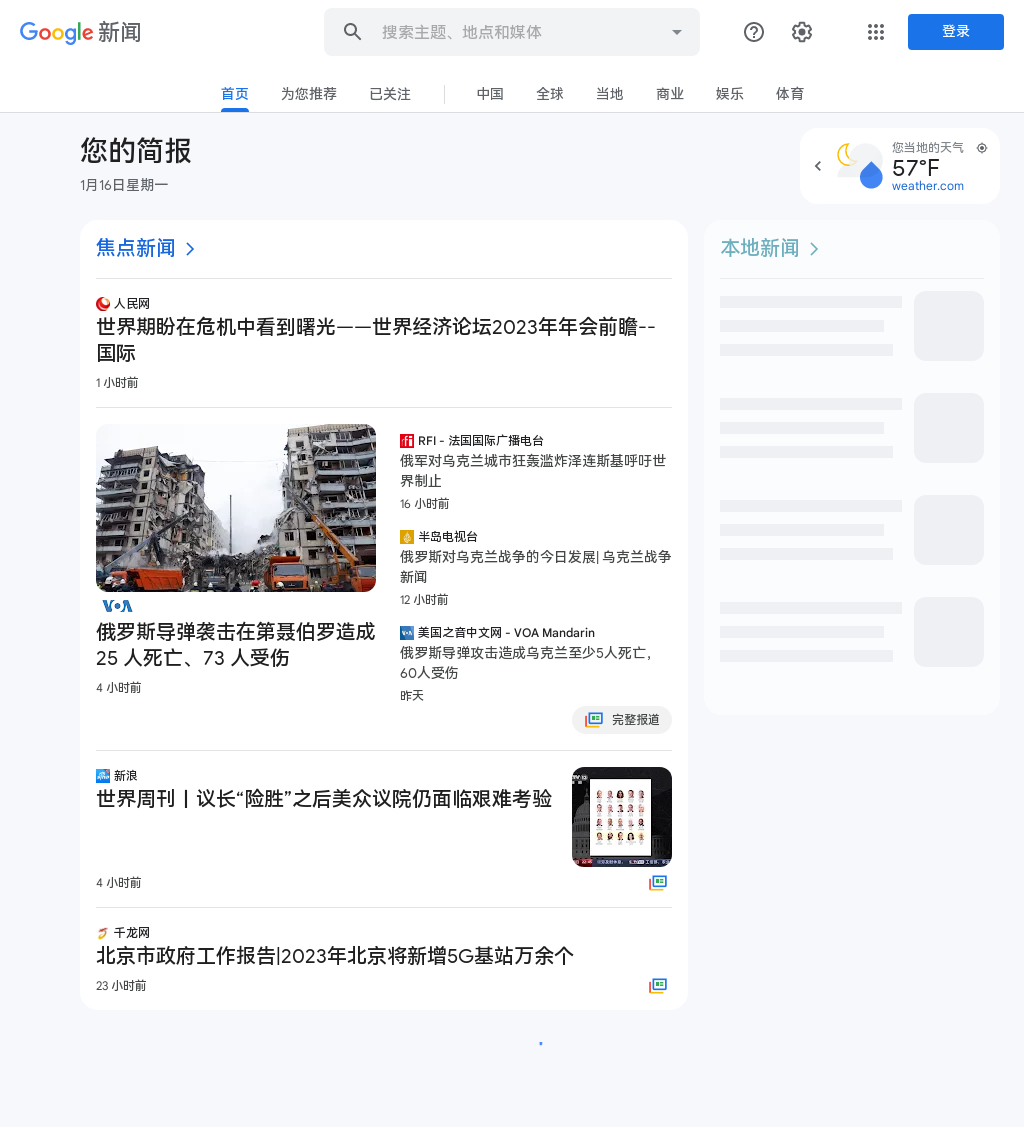 Google 新闻
搜索主题、地点和媒体
登录
首页
为您推荐
已关注
中国
全球
当地
商业
娱乐
体育
您的简报
1月16日星期一
您当地的天气
57°F
weather.com
焦点新闻
人民网
世界期盼在危机中看到曙光——世界经济论坛2023年年会前瞻--
国际
1 小时前
VOA
俄罗斯导弹袭击在第聂伯罗造成
25 人死亡、73 人受伤
4 小时前
rfi RFI - 法国国际广播电台
俄军对乌克兰城市狂轰滥炸泽连斯基呼吁世
界制止
16 小时前
半岛电视台
俄罗斯对乌克兰战争的今日发展| 乌克兰战争
新闻
12 小时前
VOA 美国之音中文网 - VOA Mandarin
俄罗斯导弹攻击造成乌克兰至少5人死亡，
60人受伤
昨天
完整报道
新浪
世界周刊丨议长“险胜”之后美众议院仍面临艰难考验
4 小时前
千龙网
北京市政府工作报告|2023年北京将新增5G基站万余个
23 小时前
本地新闻